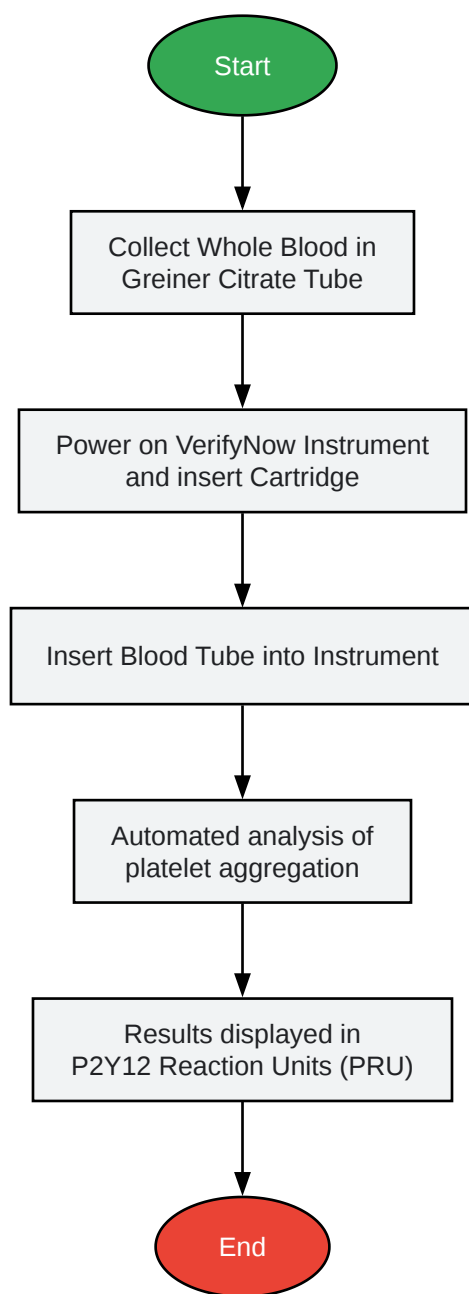 Start
Collect Whole Blood in
Greiner Citrate Tube
Power on VerifyNow Instrument
and insert Cartridge
Insert Blood Tube into Instrument
Automated analysis of
platelet aggregation
Results displayed in
P2Y12 Reaction Units (PRU)
End